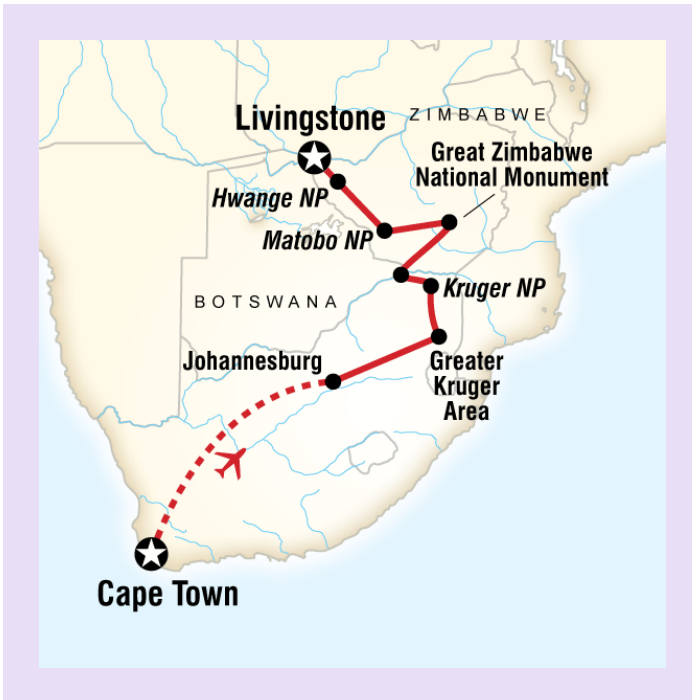 Livingstone
ZIMBABWE
Great Zimbabwe
National Monument
Hwange NP
Matobo NP
Kruger NP
BOTSWANA
Johannesburg
Greater
Kruger
Area
Cape Town